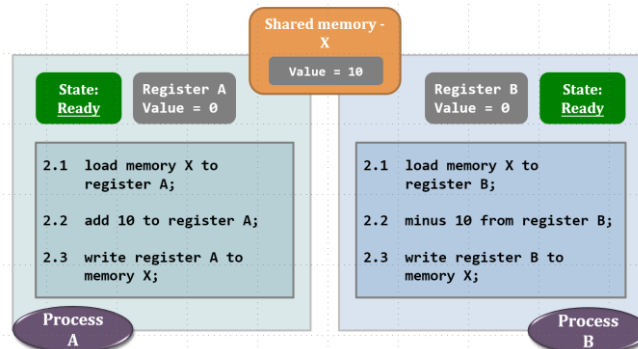 Shared memory -
X
Value = 10
State:
Ready
Register A
Value = 0
Register B
Value = 0
State:
Ready
2.1 load memory X to
register A;
2.2 add 10 to register A;
2.3 write register A to
memory X;
2.1 load memory X to
register B;
2.2 minus 10 from register B;
2.3 write register B to
memory X;
Process
A
Process
B